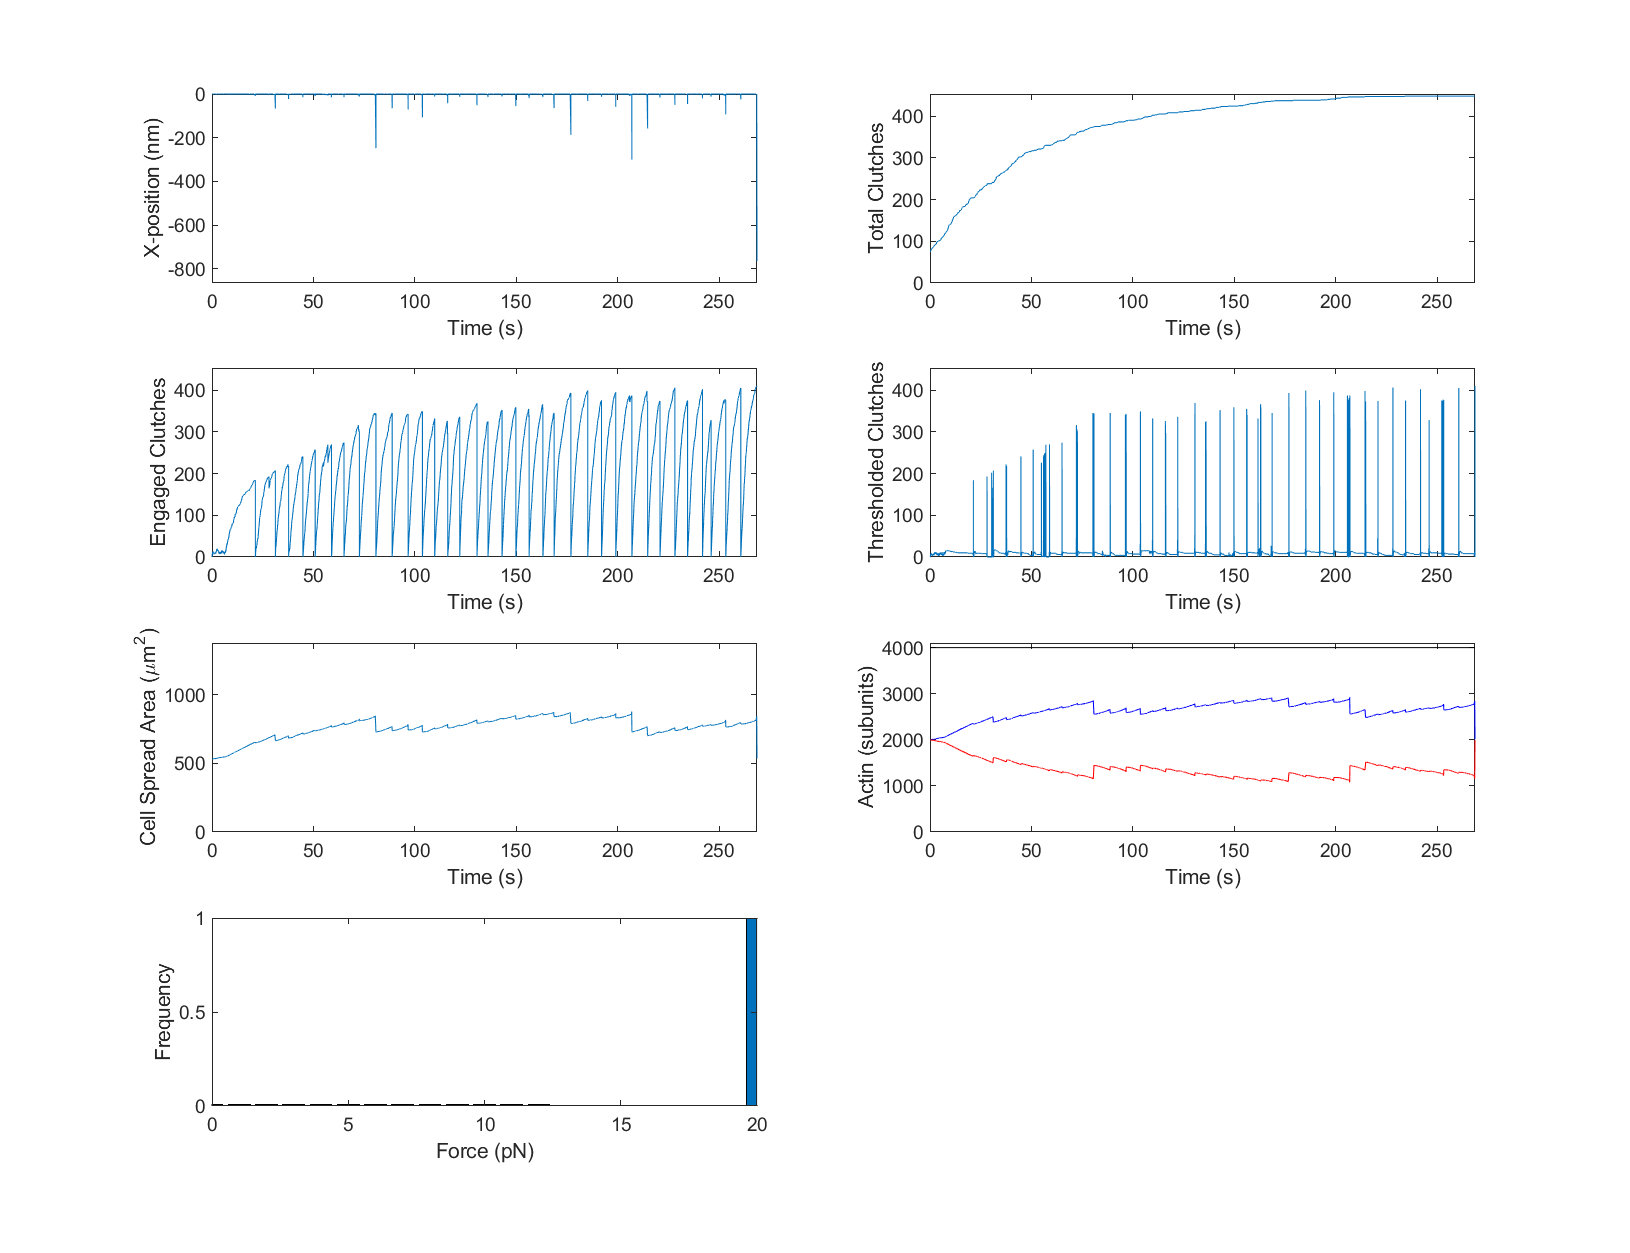 X-position (nm)
0
-200
-400
-600
-800
0 50 100 150 200 250
Time (s)
Total Clutches
400
300
200
100
0
0 50 100 150 200 250
Time (s)
Engaged Clutches
400
300
200
100
0
0 50 100 150 200 250
Time (s)
Thresholded Clutches
400
300
200
100
0
0 50 100 150 200 250
Time (s)
Cell Spread Area (μm²)
1000
500
0
0 50 100 150 200 250
Time (s)
Actin (subunits)
4000
3000
2000
1000
0
0 50 100 150 200 250
Time (s)
Frequency
1
0.5
0
0 5 10 15 20
Force (pN)